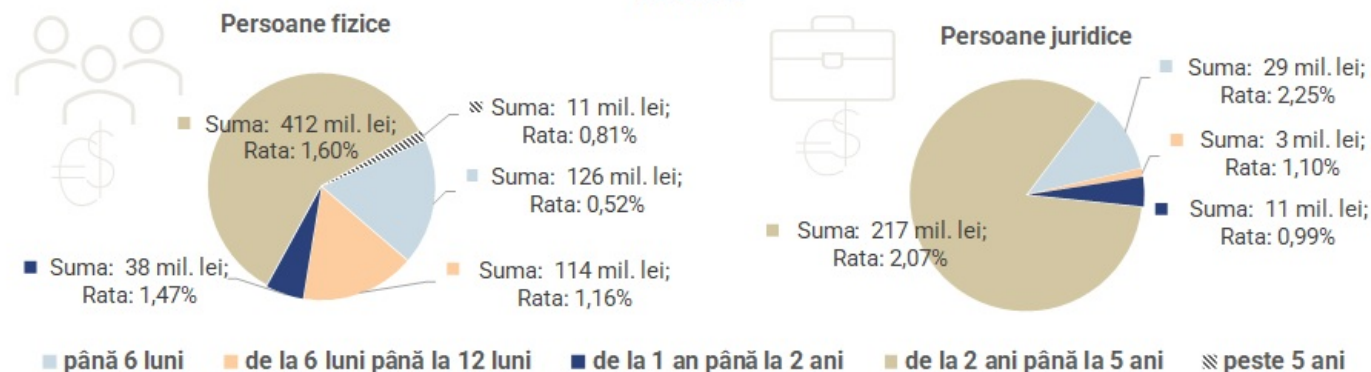 Persoane fizice
Suma: 412 mil. lei;
Rata: 1,60%
Suma: 11 mil. lei;
Rata: 0,81%
Suma: 126 mil. lei;
Rata: 0,52%
Suma: 38 mil. lei;
Rata: 1,47%
Suma: 114 mil. lei;
Rata: 1,16%
Persoane juridice
Suma: 29 mil. lei;
Rata: 2,25%
Suma: 3 mil. lei;
Rata: 1,10%
Suma: 11 mil. lei;
Rata: 0,99%
Suma: 217 mil. lei;
Rata: 2,07%
până 6 luni de la 6 luni până la 12 luni de la 1 an până la 2 ani de la 2 ani până la 5 ani peste 5 ani